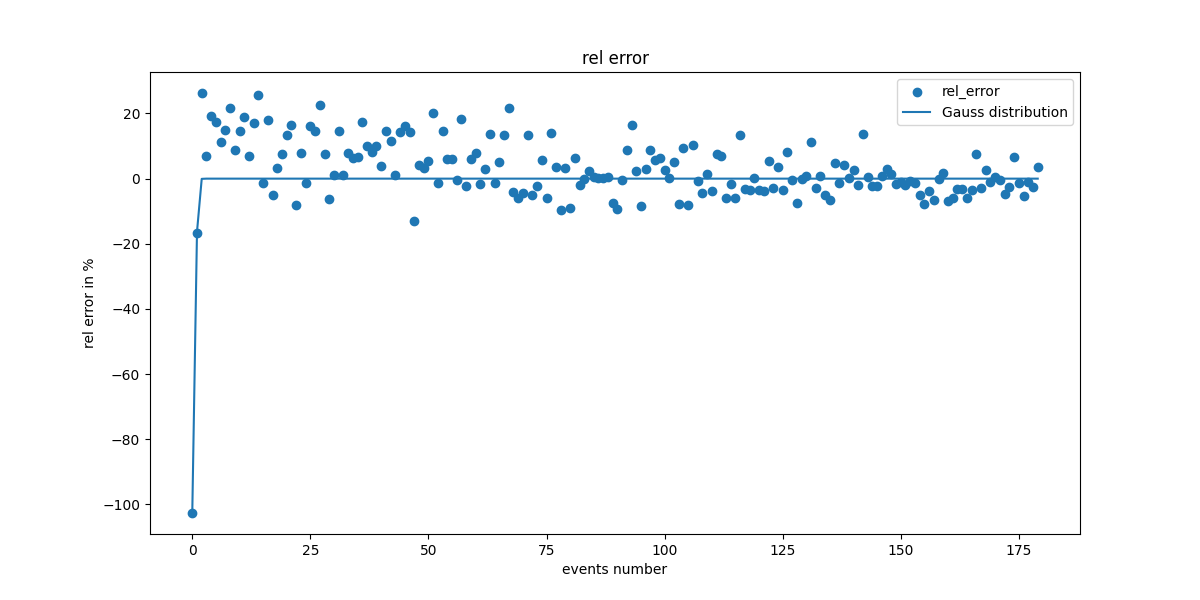 rel error
rel_error
Gauss distribution
20
0
−20
−40
−60
−80
−100
rel error in %
0 25 50 75 100 125 150 175
events number